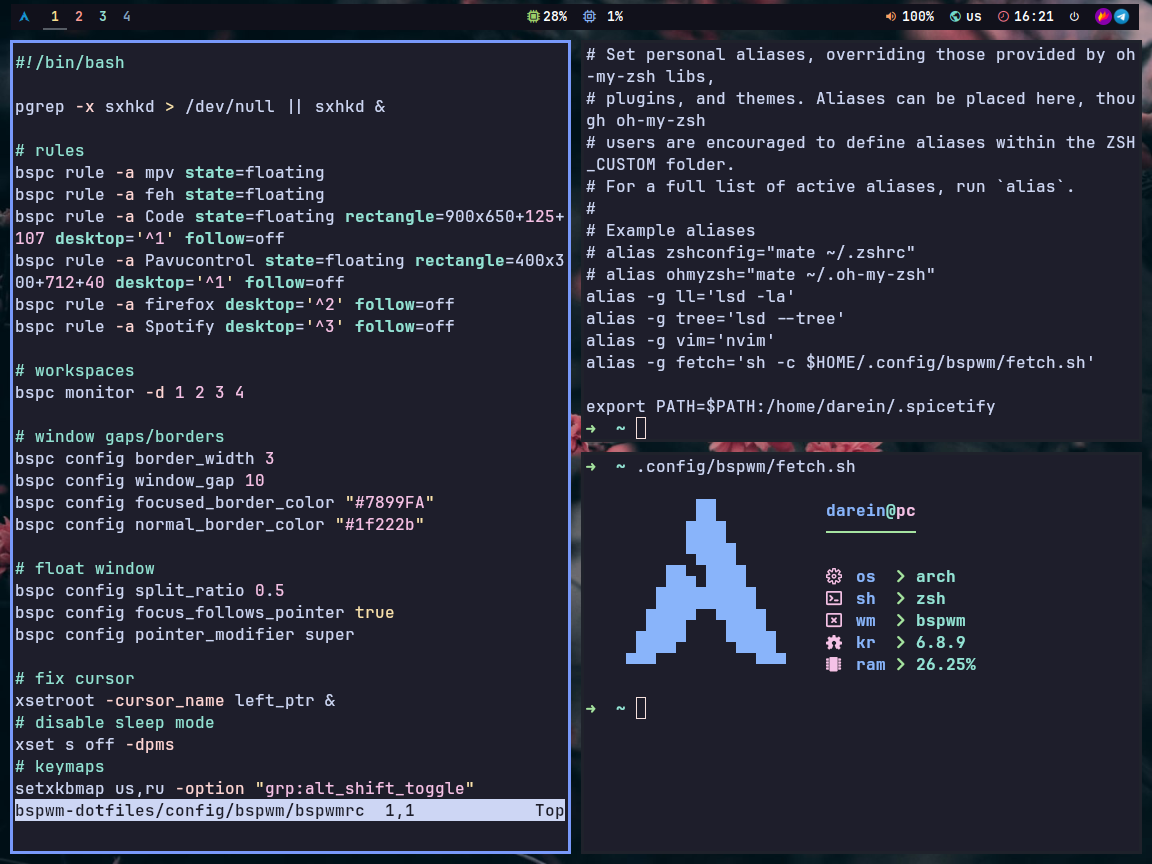 1 2 3 4 28% 1% 100% us 16:21
#!/bin/bash
pgrep -x sxhkd > /dev/null || sxhkd &
# rules
bspc rule -a mpv state=floating
bspc rule -a feh state=floating
bspc rule -a Code state=floating rectangle=900x650+125+
107 desktop='^1' follow=off
bspc rule -a Pavucontrol state=floating rectangle=400x3
00+712+40 desktop='^1' follow=off
bspc rule -a firefox desktop='^2' follow=off
bspc rule -a Spotify desktop='^3' follow=off
# workspaces
bspc monitor -d 1 2 3 4
# window gaps/borders
bspc config border_width 3
bspc config window_gap 10
bspc config focused_border_color "#7899FA"
bspc config normal_border_color "#1f222b"
# float window
bspc config split_ratio 0.5
bspc config focus_follows_pointer true
bspc config pointer_modifier super
# fix cursor
xsetroot -cursor_name left_ptr &
# disable sleep mode
xset s off -dpms
# keymaps
setxkbmap us,ru -option "grp:alt_shift_toggle"
bspwm-dotfiles/config/bspwm/bspwmrc 1,1 Top
# Set personal aliases, overriding those provided by oh
-my-zsh libs,
# plugins, and themes. Aliases can be placed here, thou
gh oh-my-zsh
# users are encouraged to define aliases within the ZSH
_CUSTOM folder.
# For a full list of active aliases, run `alias`.
#
# Example aliases
# alias zshconfig="mate ~/.zshrc"
# alias ohmyzsh="mate ~/.oh-my-zsh"
alias -g ll='lsd -la'
alias -g tree='lsd --tree'
alias -g vim='nvim'
alias -g fetch='sh -c $HOME/.config/bspwm/fetch.sh'
export PATH=$PATH:/home/darein/.spicetify
→ ~
→ ~ .config/bspwm/fetch.sh
darein@pc
os > arch
sh > zsh
wm > bspwm
kr > 6.8.9
ram > 26.25%
→ ~